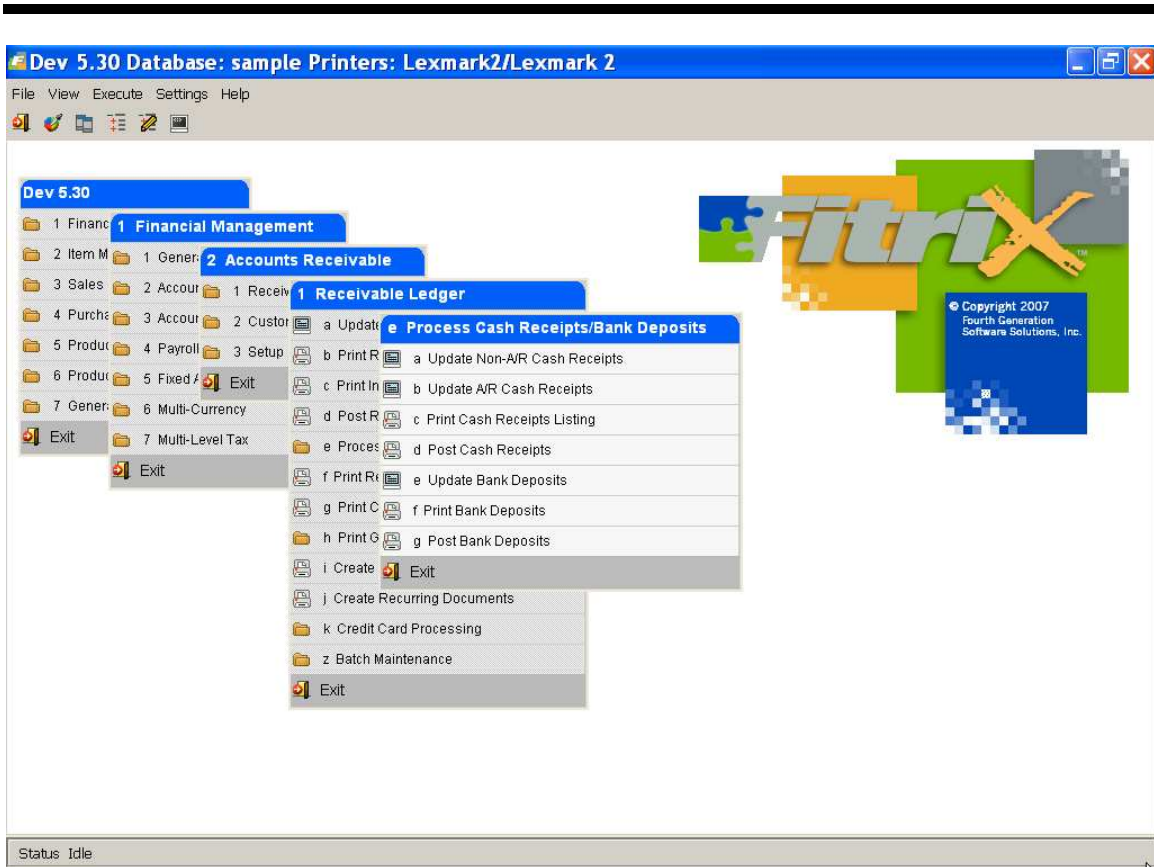 Dev 5.30 Database: sample Printers: Lexmark2/Lexmark 2
File View Execute Settings Help
Dev 5.30
1 Financ
2 Item M
3 Sales
4 Purcha
5 Produc
6 Produc
7 Genera
Exit
1 Financial Management
1 Genera
2 Accoun
3 Accoun
4 Payroll
5 Fixed A
6 Multi-Currency
7 Multi-Level Tax
Exit
2 Accounts Receivable
1 Receiv
2 Custor
3 Setup
Exit
1 Receivable Ledger
a Update
b Print R
c Print In
d Post R
e Proces
f Print Re
g Print C
h Print G
i Create
j Create Recurring Documents
k Credit Card Processing
z Batch Maintenance
Exit
e Process Cash Receipts/Bank Deposits
a Update Non-A/R Cash Receipts
b Update A/R Cash Receipts
c Print Cash Receipts Listing
d Post Cash Receipts
e Update Bank Deposits
f Print Bank Deposits
g Post Bank Deposits
Exit
FitriX ™
© Copyright 2007
Fourth Generation
Software Solutions, Inc.
Status Idle